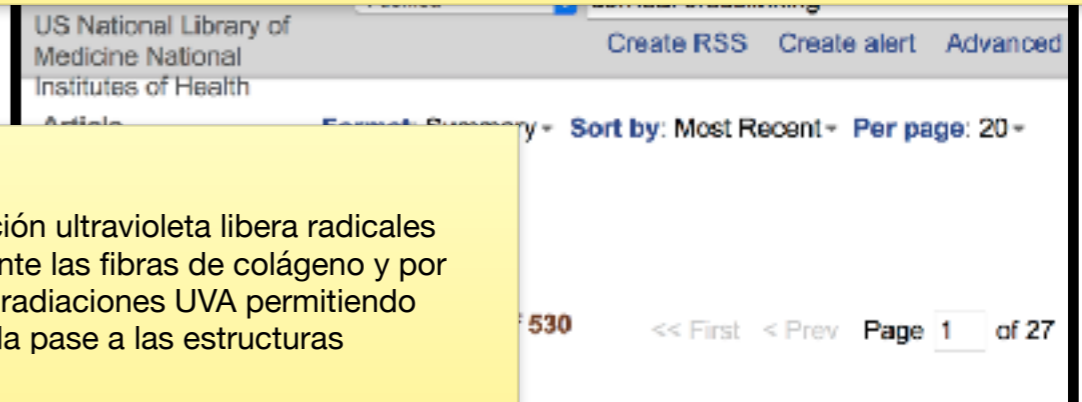 US National Library of
Medicine National
Institutes of Health
Create RSS Create alert Advanced
Format: Summary Sort by: Most Recent Per page: 20
ción ultravioleta libera radicales
nte las fibras de colágeno y por
radiaciones UVA permitiendo
la pase a las estructuras
530 << First < Prev Page 1 of 27